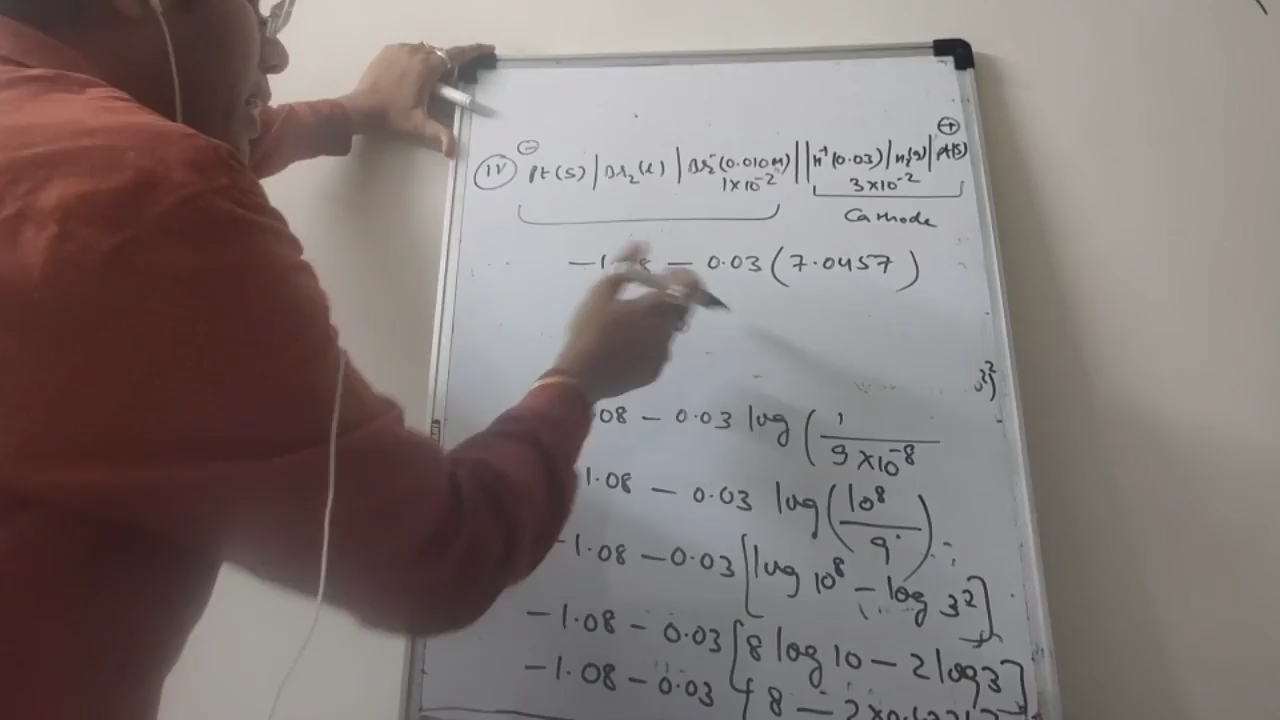 (IV) ⊖ Pt(s) | Br₂(l) | Br⁻(0.010M) || H⁺(0.03) | H₂(g) | Pt(s) ⊕
1×10⁻² 3×10⁻²
Cathode
- 0.03 (7.0457)
.08 - 0.03 log (1 / 9×10⁻⁸
1.08 - 0.03 log(10⁸ / 9)
-1.08 - 0.03 [log 10⁸ - log 3²]
-1.08 - 0.03 [8 log 10 - 2 log 3]
-1.08 - 0.03 [8 -